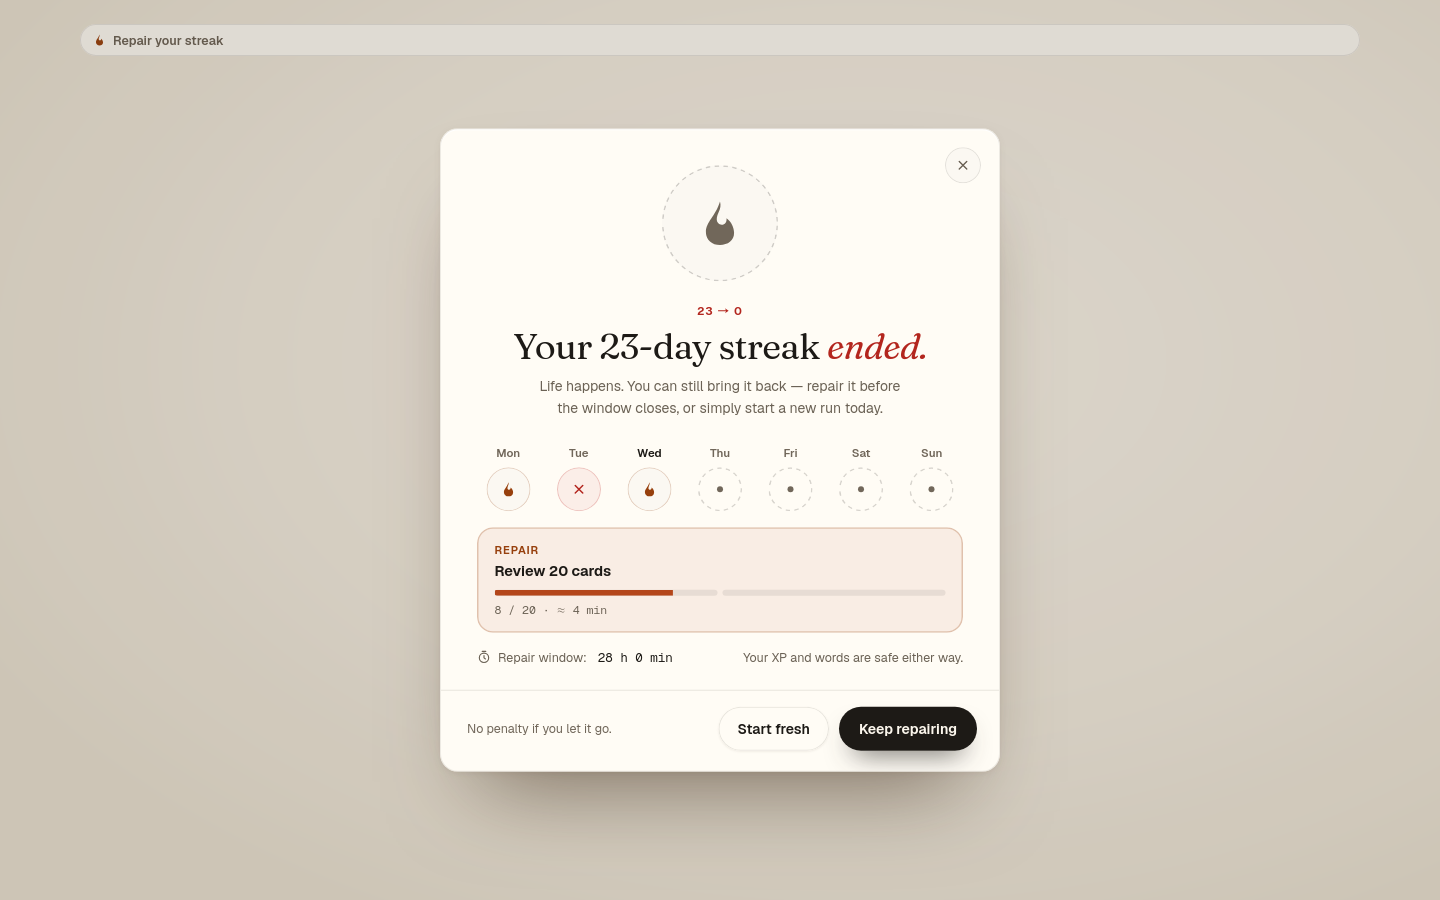 Repair your streak
23 → 0
Your 23-day streak ended.
Life happens. You can still bring it back — repair it before
the window closes, or simply start a new run today.
Mon Tue Wed Thu Fri Sat Sun
REPAIR
Review 20 cards
8 / 20 · ≈ 4 min
Repair window: 28 h 0 min
Your XP and words are safe either way.
No penalty if you let it go.
Start fresh
Keep repairing